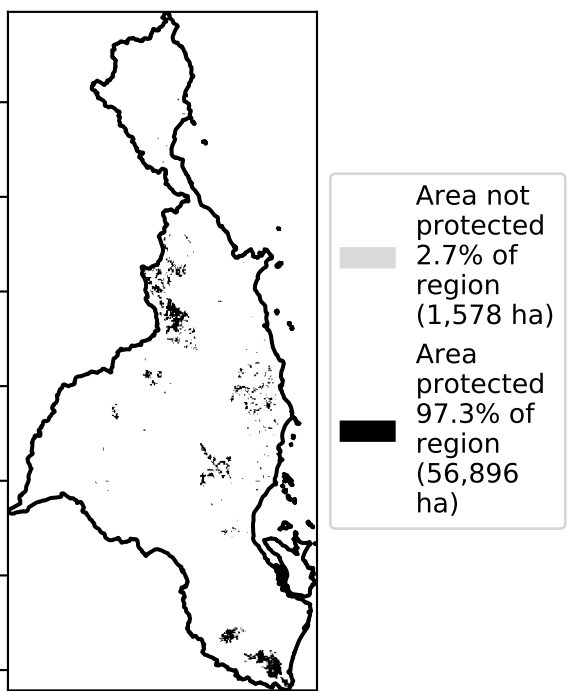 Area not
protected
2.7% of
region
(1,578 ha)
Area
protected
97.3% of
region
(56,896
ha)